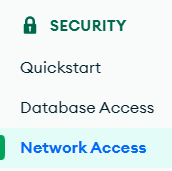 SECURITY
Quickstart
Database Access
Network Access